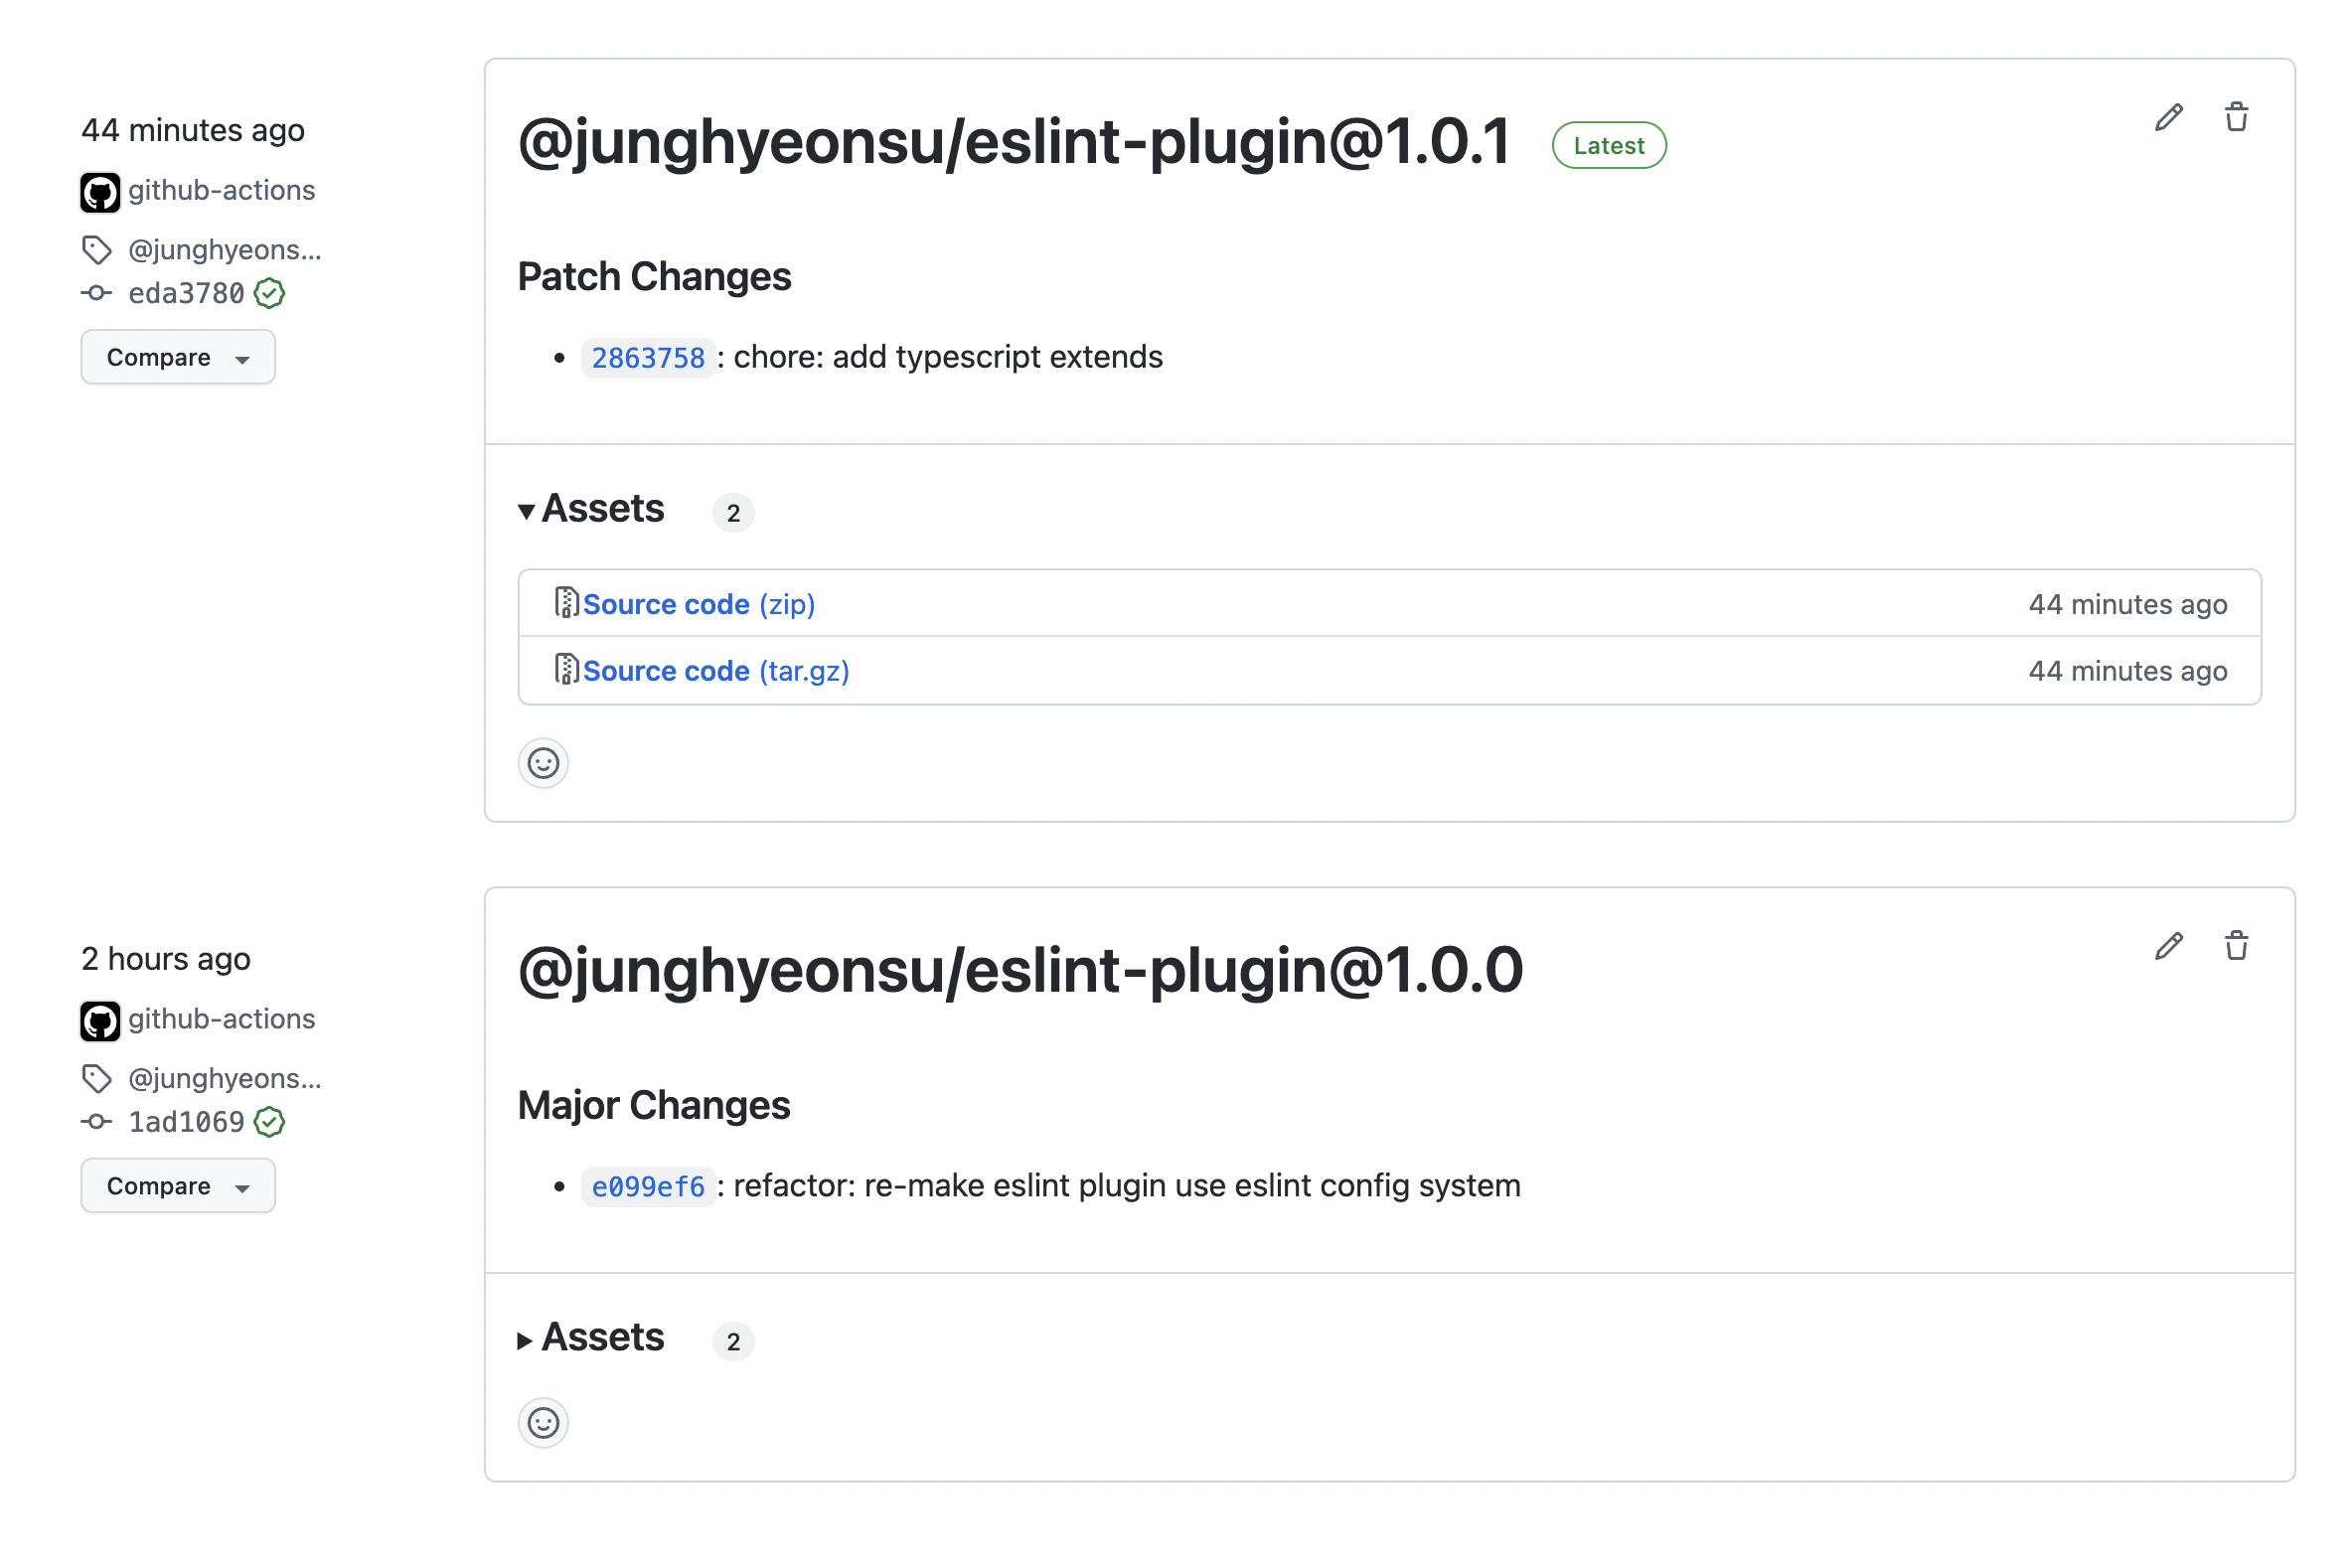 44 minutes ago
github-actions
@junghyeons...
eda3780
Compare
@junghyeonsu/eslint-plugin@1.0.1 Latest
Patch Changes
• 2863758: chore: add typescript extends
Assets 2
Source code (zip) 44 minutes ago
Source code (tar.gz) 44 minutes ago
2 hours ago
github-actions
@junghyeons...
1ad1069
Compare
@junghyeonsu/eslint-plugin@1.0.0
Major Changes
• e099ef6: refactor: re-make eslint plugin use eslint config system
Assets 2